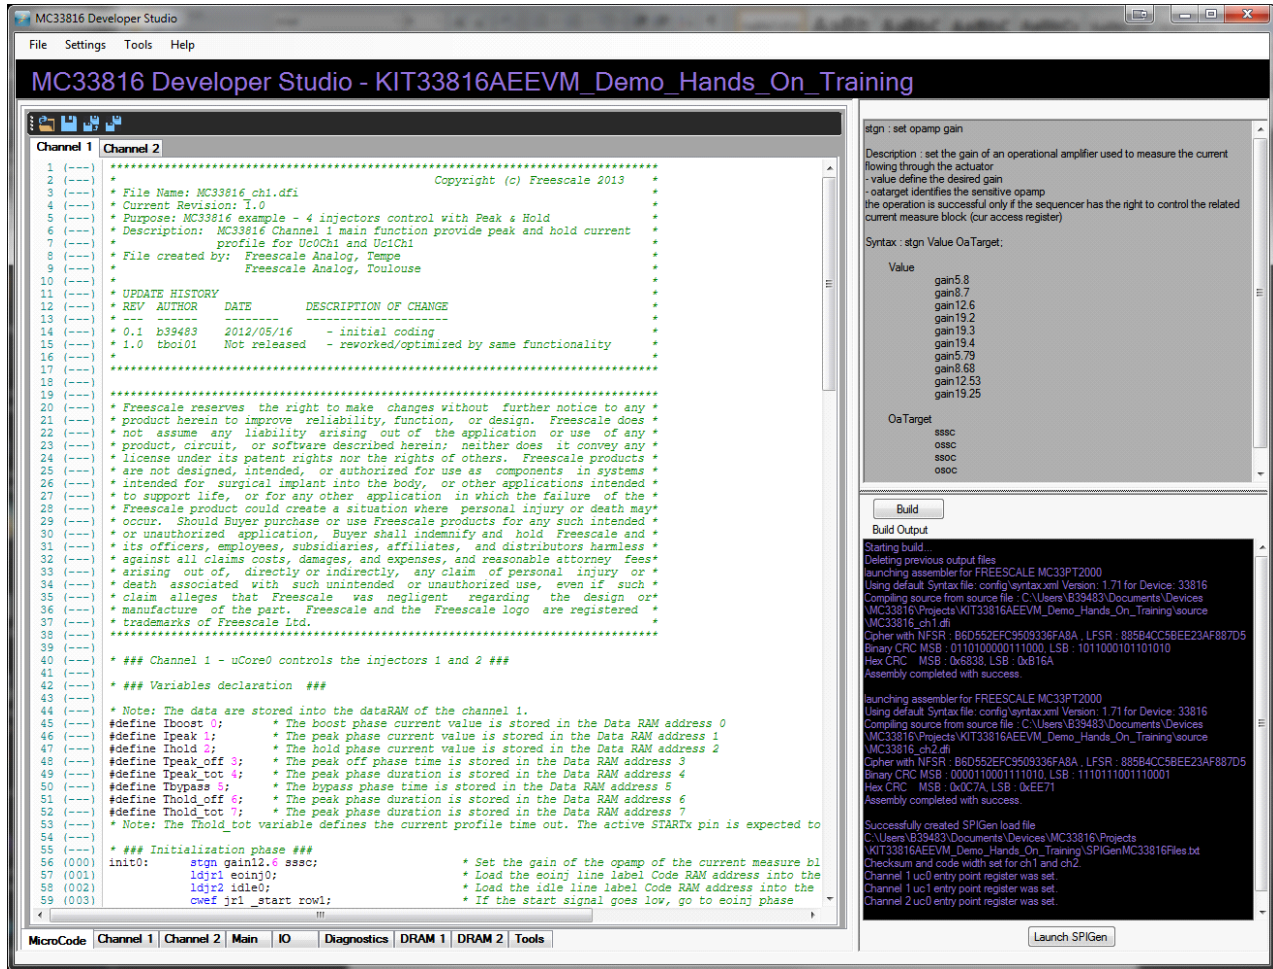 MC33816 Developer Studio
File Settings Tools Help
MC33816 Developer Studio - KIT33816AEEVM_Demo_Hands_On_Training
Channel 1 Channel 2
1 (---) *********************************************************************************
2 (---) * Copyright (c) Freescale 2013 *
3 (---) * File Name: MC33816_ch1.dfi *
4 (---) * Current Revision: 1.0 *
5 (---) * Purpose: MC33816 example - 4 injectors control with Peak & Hold *
6 (---) * Description: MC33816 Channel 1 main function provide peak and hold current *
7 (---) * profile for Uc0Ch1 and Uc1Ch1 *
8 (---) * File created by: Freescale Analog, Tempe *
9 (---) * Freescale Analog, Toulouse *
10 (---) * *
11 (---) * UPDATE HISTORY *
12 (---) * REV AUTHOR DATE DESCRIPTION OF CHANGE *
13 (---) * --- ------ -------- --------------------- *
14 (---) * 0.1 b39483 2012/05/16 - initial coding *
15 (---) * 1.0 tboi01 Not released - reworked/optimized by same functionality *
16 (---) * *
17 (---) *********************************************************************************
18 (---)
19 (---) *********************************************************************************
20 (---) * Freescale reserves the right to make changes without further notice to any *
21 (---) * product herein to improve reliability, function, or design. Freescale does *
22 (---) * not assume any liability arising out of the application or use of any *
23 (---) * product, circuit, or software described herein; neither does it convey any *
24 (---) * license under its patent rights nor the rights of others. Freescale products *
25 (---) * are not designed, intended, or authorized for use as components in systems *
26 (---) * intended for surgical implant into the body, or other applications intended *
27 (---) * to support life, or for any other application in which the failure of the *
28 (---) * Freescale product could create a situation where personal injury or death may*
29 (---) * occur. Should Buyer purchase or use Freescale products for any such intended *
30 (---) * or unauthorized application, Buyer shall indemnify and hold Freescale and *
31 (---) * its officers, employees, subsidiaries, affiliates, and distributors harmless *
32 (---) * against all claims costs, damages, and expenses, and reasonable attorney fees*
33 (---) * arising out of, directly or indirectly, any claim of personal injury or *
34 (---) * death associated with such unintended or unauthorized use, even if such *
35 (---) * claim alleges that Freescale was negligent regarding the design or*
36 (---) * manufacture of the part. Freescale and the Freescale logo are registered *
37 (---) * trademarks of Freescale Ltd. *
38 (---) *********************************************************************************
39 (---)
40 (---) * ### Channel 1 - uCore0 controls the injectors 1 and 2 ###
41 (---)
42 (---) * ### Variables declaration ###
43 (---)
44 (---) * Note: The data are stored into the dataRAM of the channel 1.
45 (---) #define Iboost 0; * The boost phase current value is stored in the Data RAM address 0
46 (---) #define Ipeak 1; * The peak phase current value is stored in the Data RAM address 1
47 (---) #define Ihold 2; * The hold phase current value is stored in the Data RAM address 2
48 (---) #define Tpeak_off 3; * The peak off phase time is stored in the Data RAM address 3
49 (---) #define Tpeak_tot 4; * The peak phase duration is stored in the Data RAM address 4
50 (---) #define Tbypass 5; * The bypass phase time is stored in the Data RAM address 5
51 (---) #define Thold_off 6; * The peak phase duration is stored in the Data RAM address 6
52 (---) #define Thold_tot 7; * The peak phase duration is stored in the Data RAM address 7
53 (---) * Note: The Thold_tot variable defines the current profile time out. The active STARTx pin is expected to
54 (---)
55 (---) * ### Initialization phase ###
56 (000) init0: stgn gain12.6 sssc; * Set the gain of the opamp of the current measure bl
57 (001) ldjr1 eoinj0; * Load the eoinj line label Code RAM address into the
58 (002) ldjr2 idle0; * Load the idle line label Code RAM address into the
59 (003) cwef jr1 _start row1; * If the start signal goes low, go to eoinj phase
MicroCode Channel 1 Channel 2 Main IO Diagnostics DRAM 1 DRAM 2 Tools
stgn : set opamp gain
Description : set the gain of an operational amplifier used to measure the current
flowing through the actuator
- value define the desired gain
- oatarget identifies the sensitive opamp
the operation is successful only if the sequencer has the right to control the related
current measure block (cur access register)
Syntax : stgn Value OaTarget;
Value
gain5.8
gain8.7
gain12.6
gain19.2
gain19.3
gain19.4
gain5.79
gain8.68
gain12.53
gain19.25
OaTarget
sssc
ossc
ssoc
osoc
Build
Build Output
Starting build...
Deleting previous output files
launching assembler for FREESCALE MC33PT2000
Using default Syntax file: config\syntax.xml Version: 1.71 for Device: 33816
Compiling source from source file : C:\Users\B39483\Documents\Devices
\MC33816\Projects\KIT33816AEEVM_Demo_Hands_On_Training\source
\MC33816_ch1.dfi
Cipher with NFSR : B6D552EFC9509336FA8A , LFSR : 885B4CC5BEE23AF887D5
Binary CRC MSB : 0110100000111000, LSB : 1011000101101010
Hex CRC MSB : 0x6838, LSB : 0xB16A
Assembly completed with success.
launching assembler for FREESCALE MC33PT2000
Using default Syntax file: config\syntax.xml Version: 1.71 for Device: 33816
Compiling source from source file : C:\Users\B39483\Documents\Devices
\MC33816\Projects\KIT33816AEEVM_Demo_Hands_On_Training\source
\MC33816_ch2.dfi
Cipher with NFSR : B6D552EFC9509336FA8A , LFSR : 885B4CC5BEE23AF887D5
Binary CRC MSB : 0000110001111010, LSB : 1110111001110001
Hex CRC MSB : 0x0C7A, LSB : 0xEE71
Assembly completed with success.
Successfully created SPIGen load file
C:\Users\B39483\Documents\Devices\MC33816\Projects
\KIT33816AEEVM_Demo_Hands_On_Training\SPIGenMC33816Files.txt
Checksum and code width set for ch1 and ch2.
Channel 1 uc0 entry point register was set.
Channel 1 uc1 entry point register was set.
Channel 2 uc0 entry point register was set.
Launch SPIGen